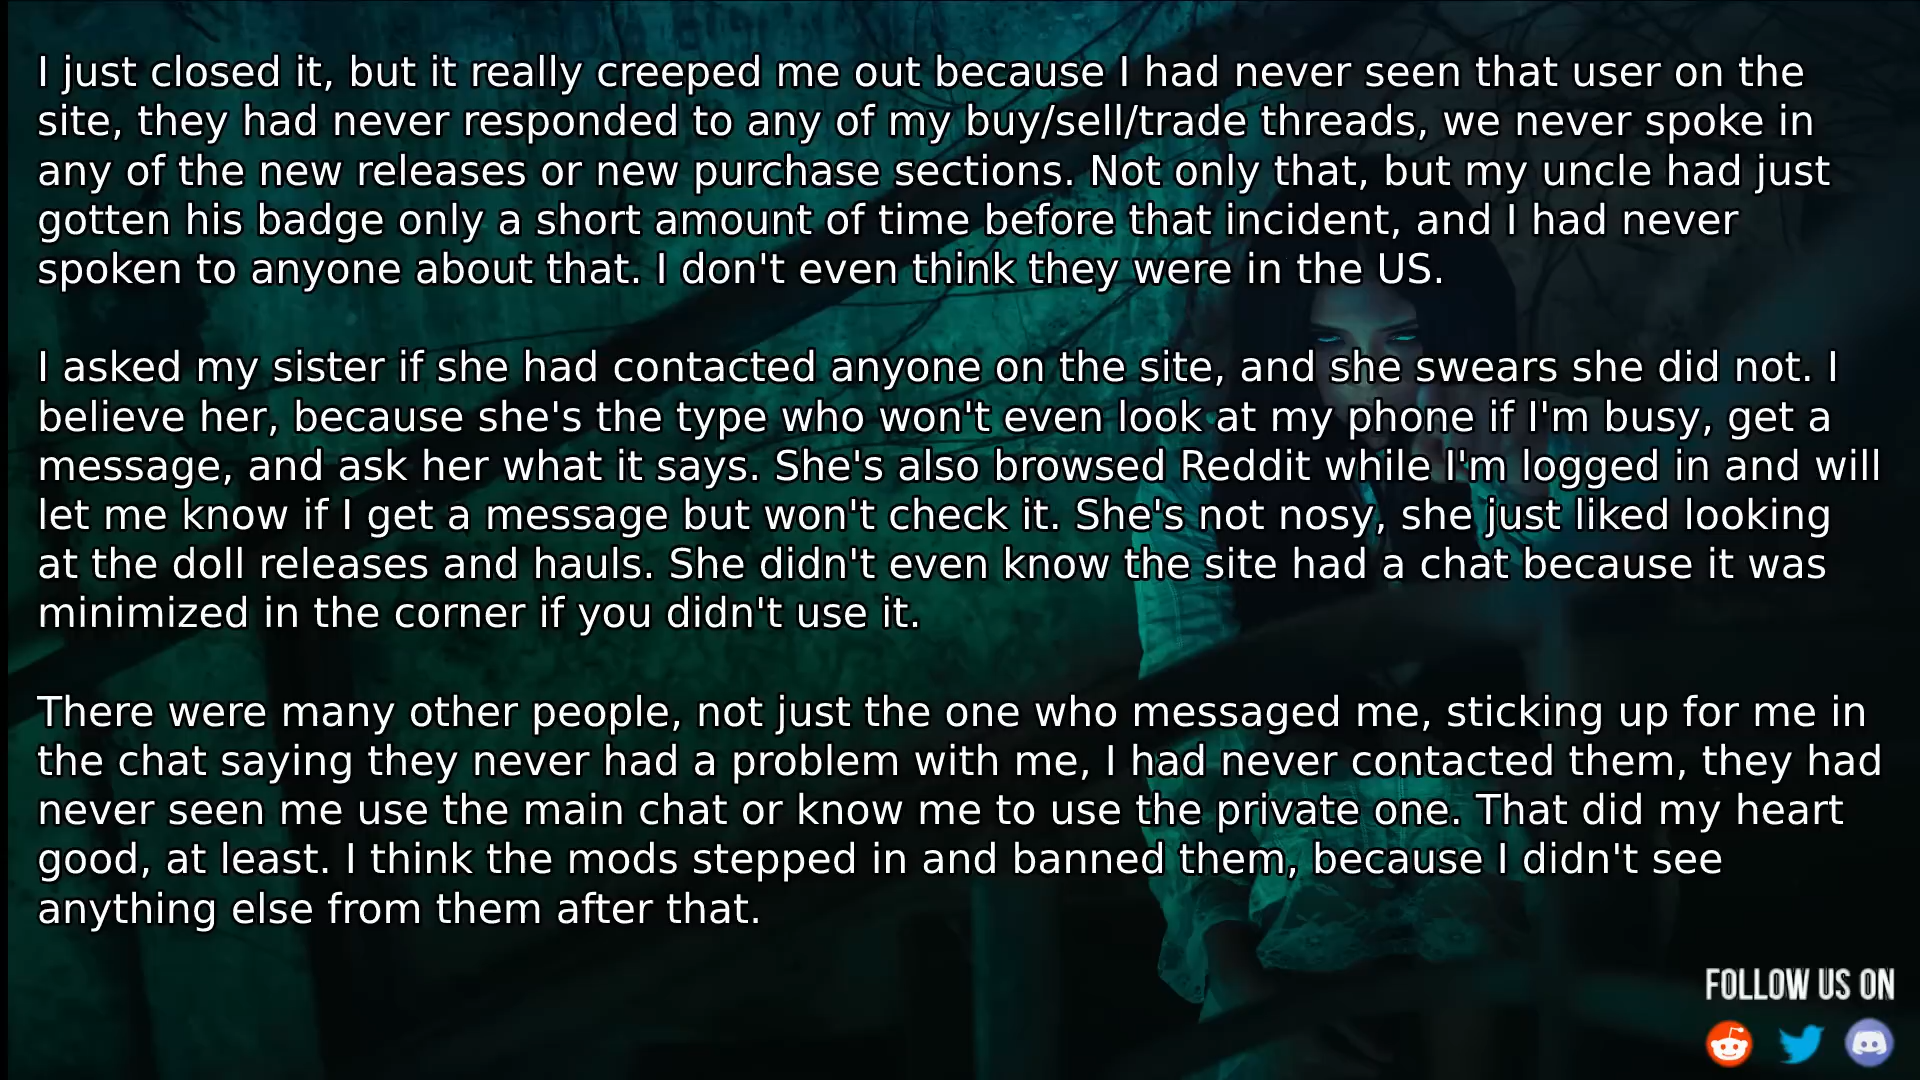 I just closed it, but it really creeped me out because I had never seen that user on the
site, they had never responded to any of my buy/sell/trade threads, we never spoke in
any of the new releases or new purchase sections. Not only that, but my uncle had just
gotten his badge only a short amount of time before that incident, and I had never
spoken to anyone about that. I don't even think they were in the US.
I asked my sister if she had contacted anyone on the site, and she swears she did not. I
believe her, because she's the type who won't even look at my phone if I'm busy, get a
message, and ask her what it says. She's also browsed Reddit while I'm logged in and will
let me know if I get a message but won't check it. She's not nosy, she just liked looking
at the doll releases and hauls. She didn't even know the site had a chat because it was
minimized in the corner if you didn't use it.
There were many other people, not just the one who messaged me, sticking up for me in
the chat saying they never had a problem with me, I had never contacted them, they had
never seen me use the main chat or know me to use the private one. That did my heart
good, at least. I think the mods stepped in and banned them, because I didn't see
anything else from them after that.
FOLLOW US ON